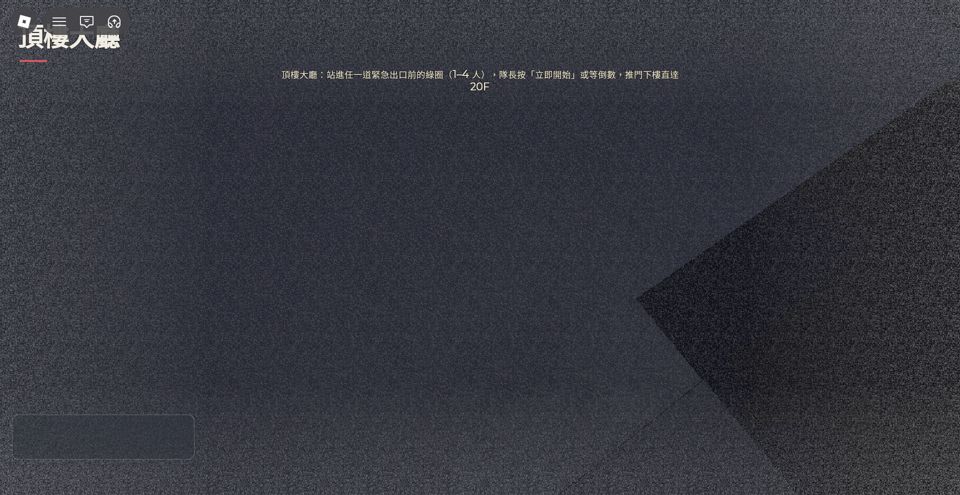 頂樓大廳
頂樓大廳：站進任一道緊急出口前的綠圈（1–4 人），隊長按「立即開始」或等倒數，推門下樓直達
20F